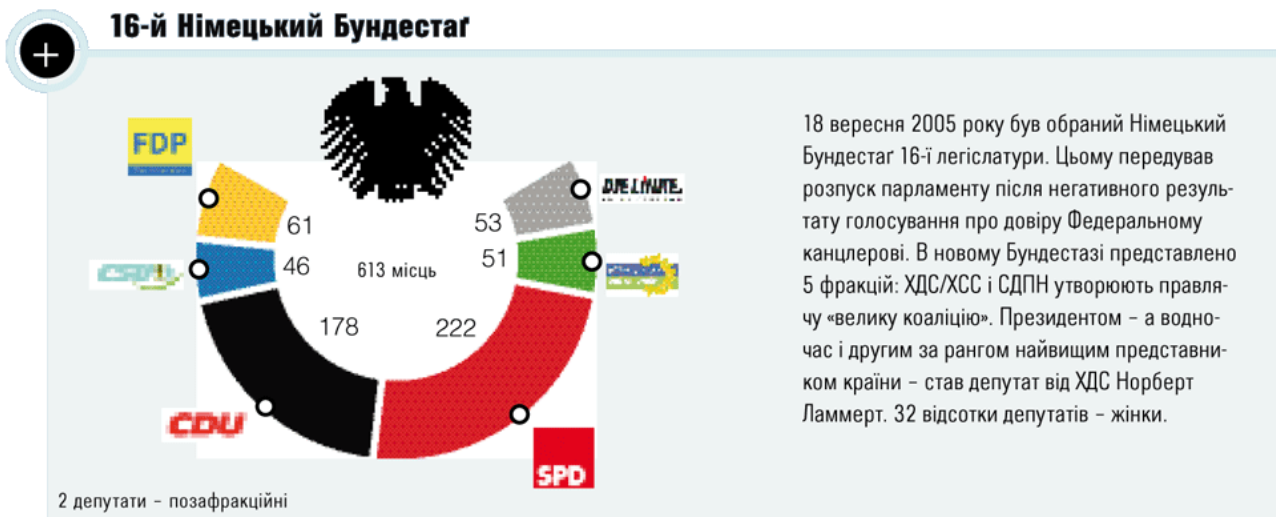 16-й Німецький Бундестаґ
FDP
61
53
DIE LINKE.
46
613 місць
51
178
222
CDU
SPD
2 депутати – позафракційні
18 вересня 2005 року був обраний Німецький
Бундестаґ 16-ї легіслатури. Цьому передував
розпуск парламенту після негативного резуль-
тату голосування про довіру Федеральному
канцлерові. В новому Бундестазі представлено
5 фракцій: ХДС/ХСС і СДПН утворюють правля-
чу «велику коаліцію». Президентом – а водно-
час і другим за рангом найвищим представни-
ком країни – став депутат від ХДС Норберт
Ламмерт. 32 відсотки депутатів – жінки.